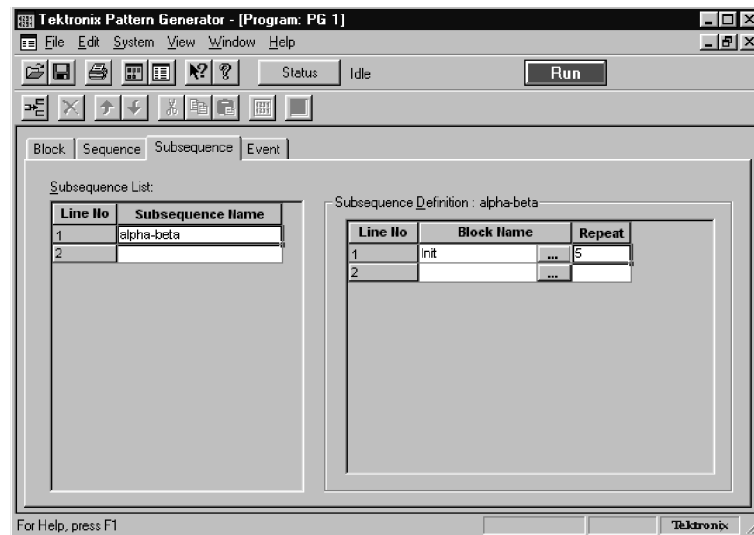 Tektronix Pattern Generator - [Program: PG 1]
File Edit System View Window Help
Status Idle Run
Block Sequence Subsequence Event
Subsequence List:
Line No Subsequence Name
1 alpha-beta
2
Subsequence Definition : alpha-beta
Line No Block Name Repeat
1 Init ... 5
2 ...
For Help, press F1 Tektronix